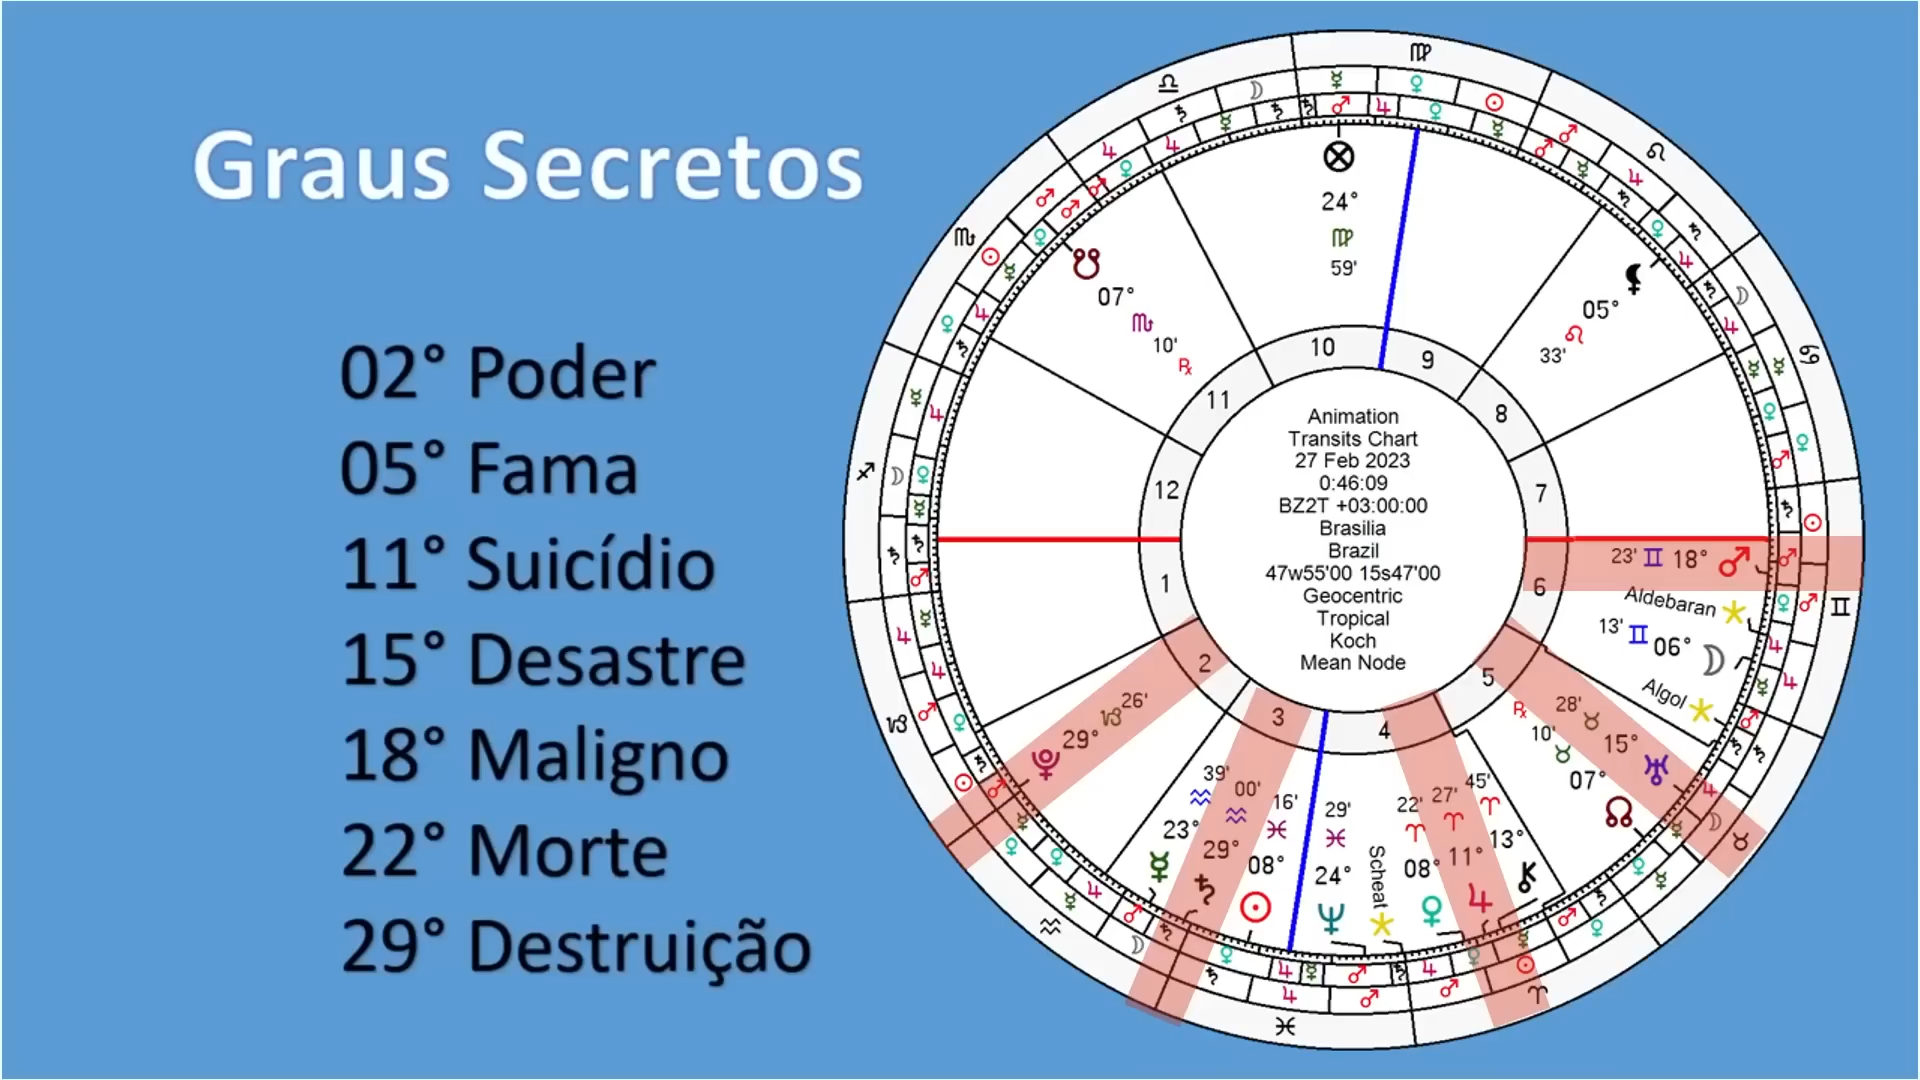 Graus Secretos
02° Poder
05° Fama
11° Suicídio
15° Desastre
18° Maligno
22° Morte
29° Destruição
♍
♎
♌
♏
♋
♐
♊
♑
♉
♒
♈
♓
24°
♍
59'
07°
♏
10'
℞
05°
♌
33'
10
9
11
8
12
7
1
6
2
5
3
4
Animation
Transits Chart
27 Feb 2023
0:46:09
BZ2T +03:00:00
Brasilia
Brazil
47w55'00 15s47'00
Geocentric
Tropical
Koch
Mean Node
23' ♊ 18° ♂
Aldebaran
13' ♊ 06° ☽
Algol
℞ 28' ♉ 15° ♅
10' ♉ 07° ☊
♇ 29° ♑ 26'
39' ♒ 23° ☿
00' ♒ 29° ♄
16' ♓ 08° ☉
29' ♓ 24° ♆
Scheat
22' ♈ 08° ♀
27' ♈ 11° ♃
45' ♈ 13° ⚷